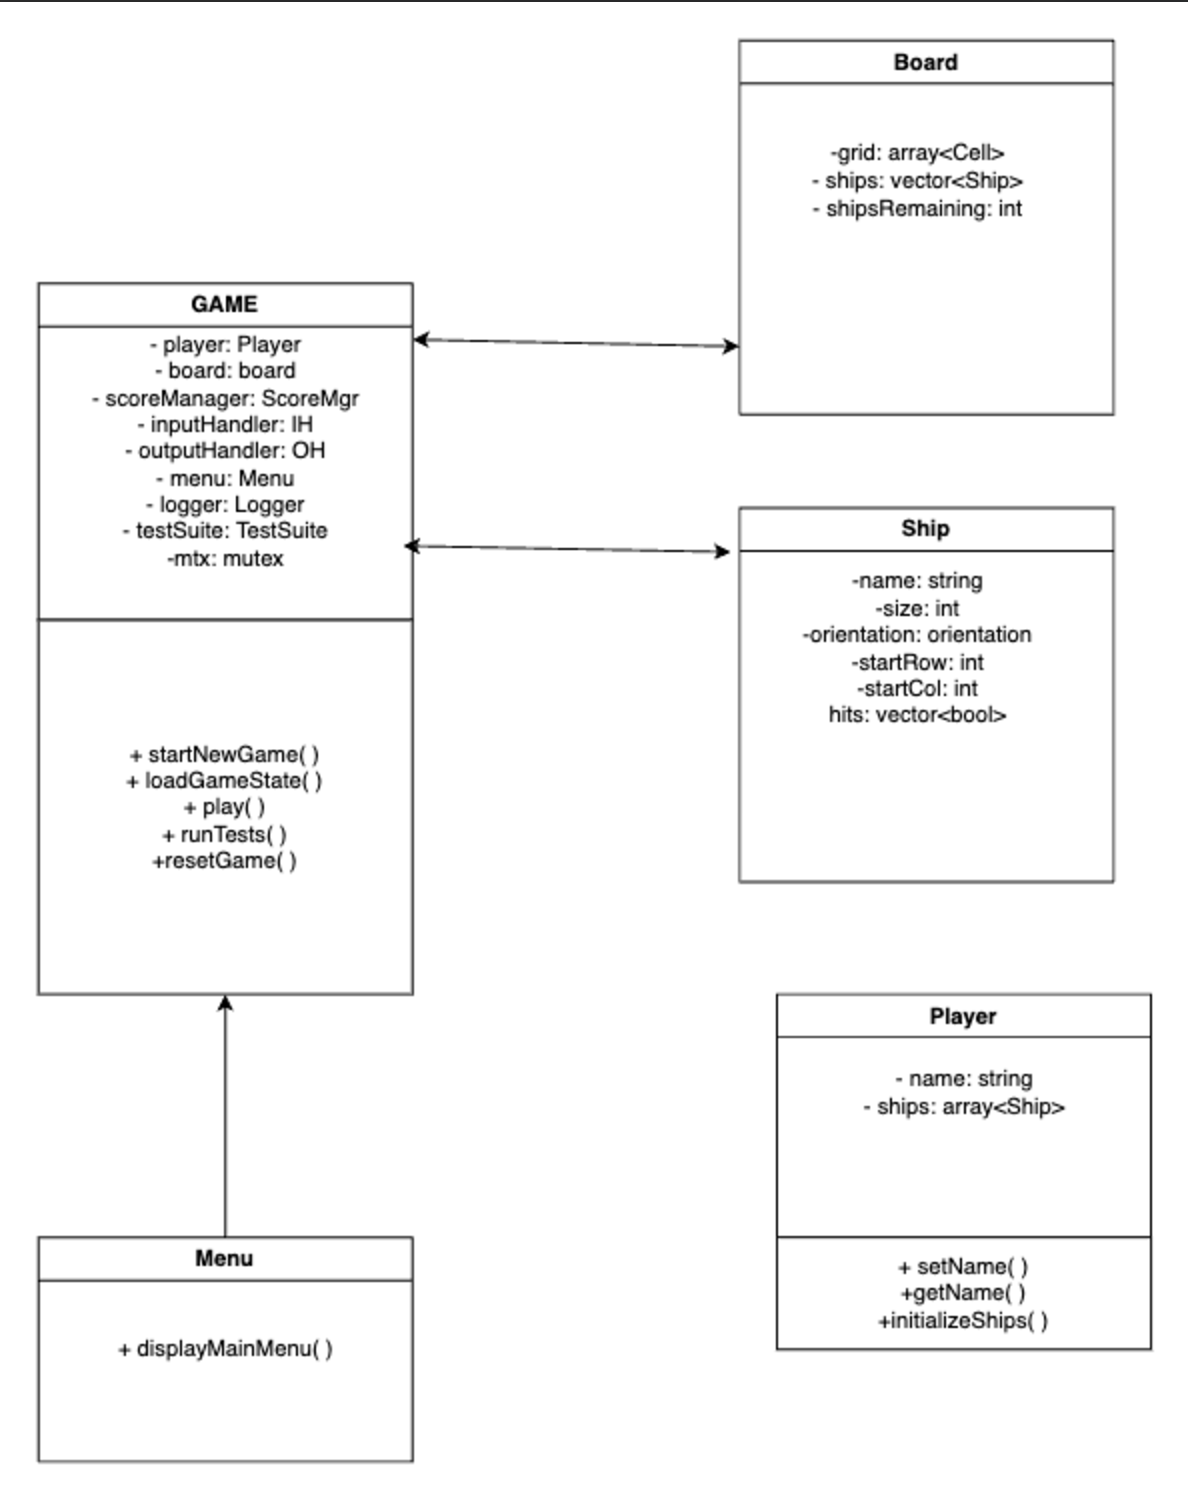 Board
-grid: array<Cell>
- ships: vector<Ship>
- shipsRemaining: int
GAME
- player: Player
- board: board
- scoreManager: ScoreMgr
- inputHandler: IH
- outputHandler: OH
- menu: Menu
- logger: Logger
- testSuite: TestSuite
-mtx: mutex
+ startNewGame( )
+ loadGameState( )
+ play( )
+ runTests( )
+resetGame( )
Ship
-name: string
-size: int
-orientation: orientation
-startRow: int
-startCol: int
hits: vector<bool>
Player
- name: string
- ships: array<Ship>
+ setName( )
+getName( )
+initializeShips( )
Menu
+ displayMainMenu( )